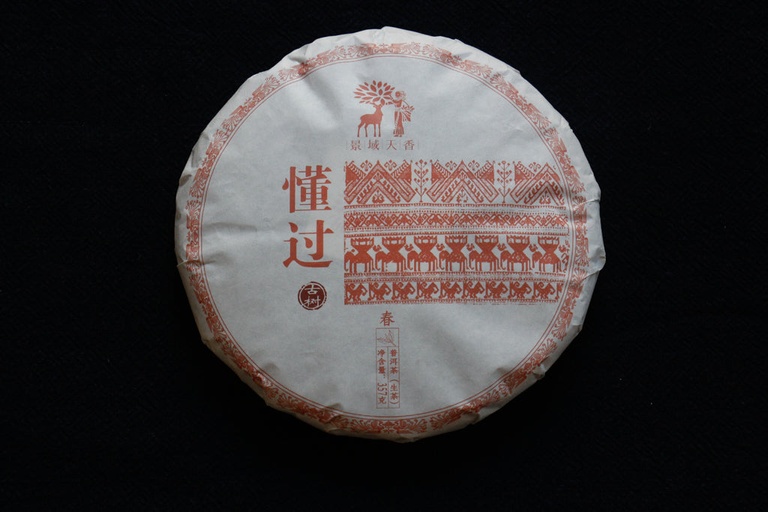 景域天香
懂过
古树
春
普洱茶（生茶）
净含量：357克